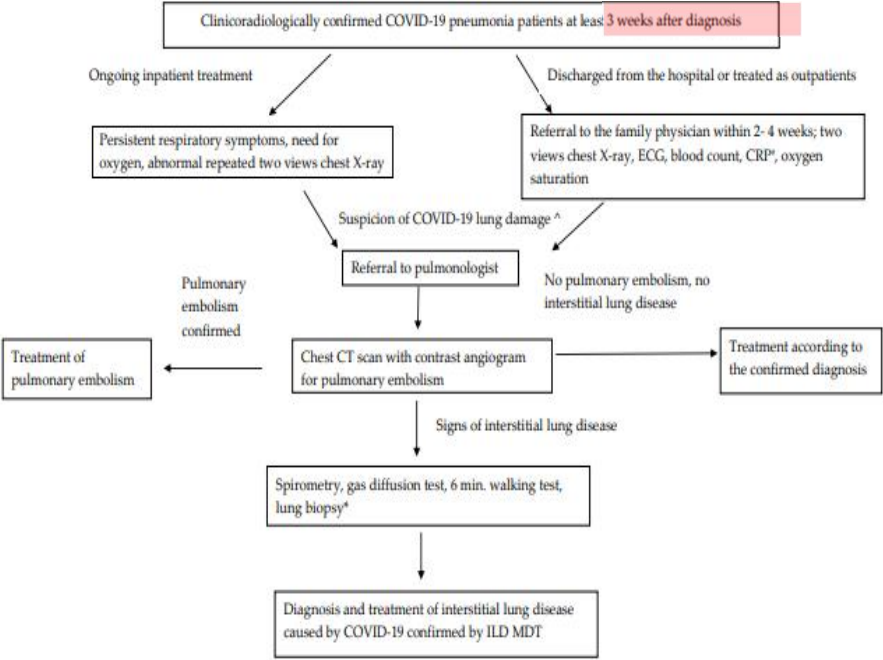 Clinicoradiologically confirmed COVID-19 pneumonia patients at least 3 weeks after diagnosis
Ongoing inpatient treatment
Discharged from the hospital or treated as outpatients
Persistent respiratory symptoms, need for
oxygen, abnormal repeated two views chest X-ray
Referral to the family physician within 2- 4 weeks; two
views chest X-ray, ECG, blood count, CRP#, oxygen
saturation
Suspicion of COVID-19 lung damage ^
Referral to pulmonologist
Pulmonary
embolism
confirmed
No pulmonary embolism, no
interstitial lung disease
Treatment of
pulmonary embolism
Chest CT scan with contrast angiogram
for pulmonary embolism
Treatment according to
the confirmed diagnosis
Signs of interstitial lung disease
Spirometry, gas diffusion test, 6 min. walking test,
lung biopsy*
Diagnosis and treatment of interstitial lung disease
caused by COVID-19 confirmed by ILD MDT